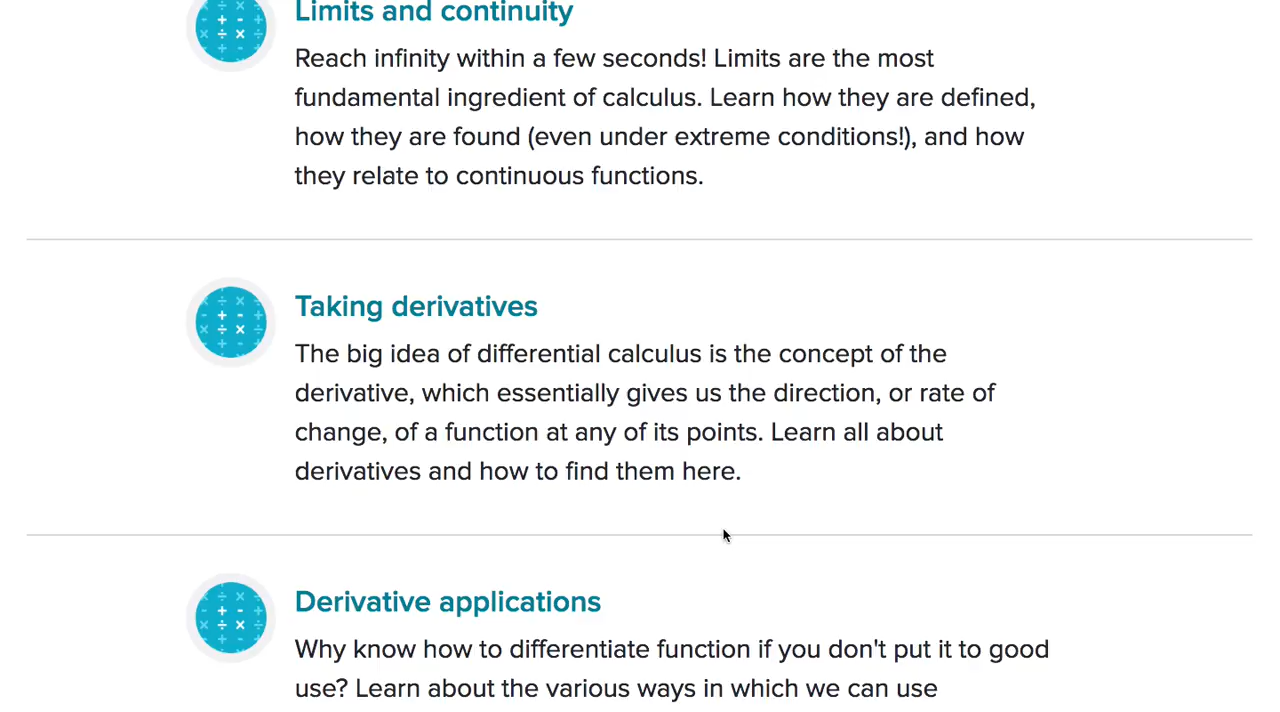 Limits and continuity
Reach infinity within a few seconds! Limits are the most
fundamental ingredient of calculus. Learn how they are defined,
how they are found (even under extreme conditions!), and how
they relate to continuous functions.
Taking derivatives
The big idea of differential calculus is the concept of the
derivative, which essentially gives us the direction, or rate of
change, of a function at any of its points. Learn all about
derivatives and how to find them here.
Derivative applications
Why know how to differentiate function if you don't put it to good
use? Learn about the various ways in which we can use